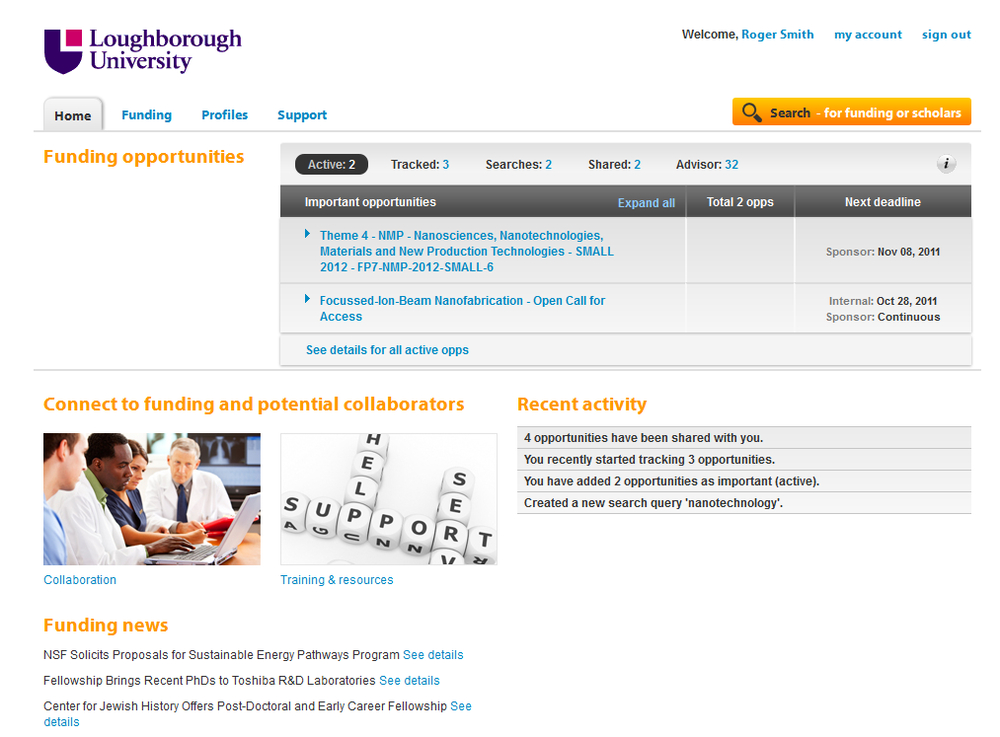 Loughborough
University
Welcome, Roger Smith my account sign out
Home Funding Profiles Support
Search - for funding or scholars
Funding opportunities
Active: 2 Tracked: 3 Searches: 2 Shared: 2 Advisor: 32 i
Important opportunities Expand all Total 2 opps Next deadline
Theme 4 - NMP - Nanosciences, Nanotechnologies,
Materials and New Production Technologies - SMALL
2012 - FP7-NMP-2012-SMALL-6
Sponsor: Nov 08, 2011
Focussed-Ion-Beam Nanofabrication - Open Call for
Access
Internal: Oct 28, 2011
Sponsor: Continuous
See details for all active opps
Connect to funding and potential collaborators
HEL
SUPPORT
SE
Collaboration
Training & resources
Recent activity
4 opportunities have been shared with you.
You recently started tracking 3 opportunities.
You have added 2 opportunities as important (active).
Created a new search query 'nanotechnology'.
Funding news
NSF Solicits Proposals for Sustainable Energy Pathways Program See details
Fellowship Brings Recent PhDs to Toshiba R&D Laboratories See details
Center for Jewish History Offers Post-Doctoral and Early Career Fellowship See
details